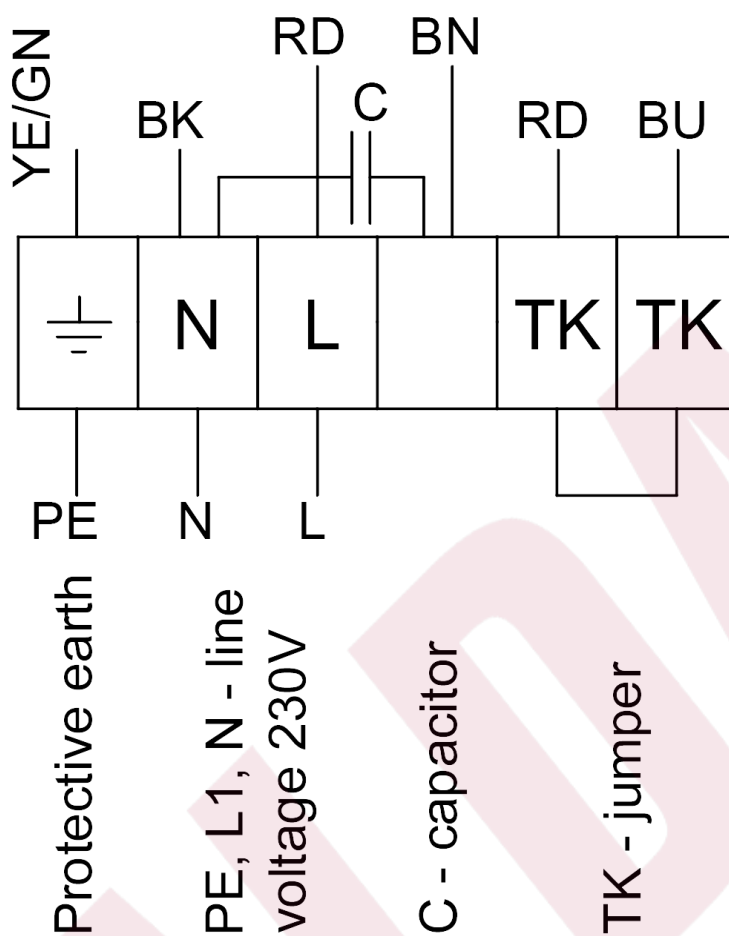 YE/GN
BK
RD
C
BN
RD
BU
N
L
TK
TK
PE
N
L
Protective earth
PE, L1, N - line
voltage 230V
C - capacitor
TK - jumper